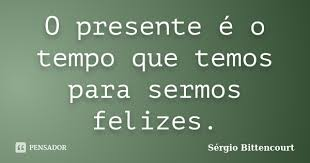 O presente é o
tempo que temos
para sermos
felizes.
PENSADOR
Sérgio Bittencourt